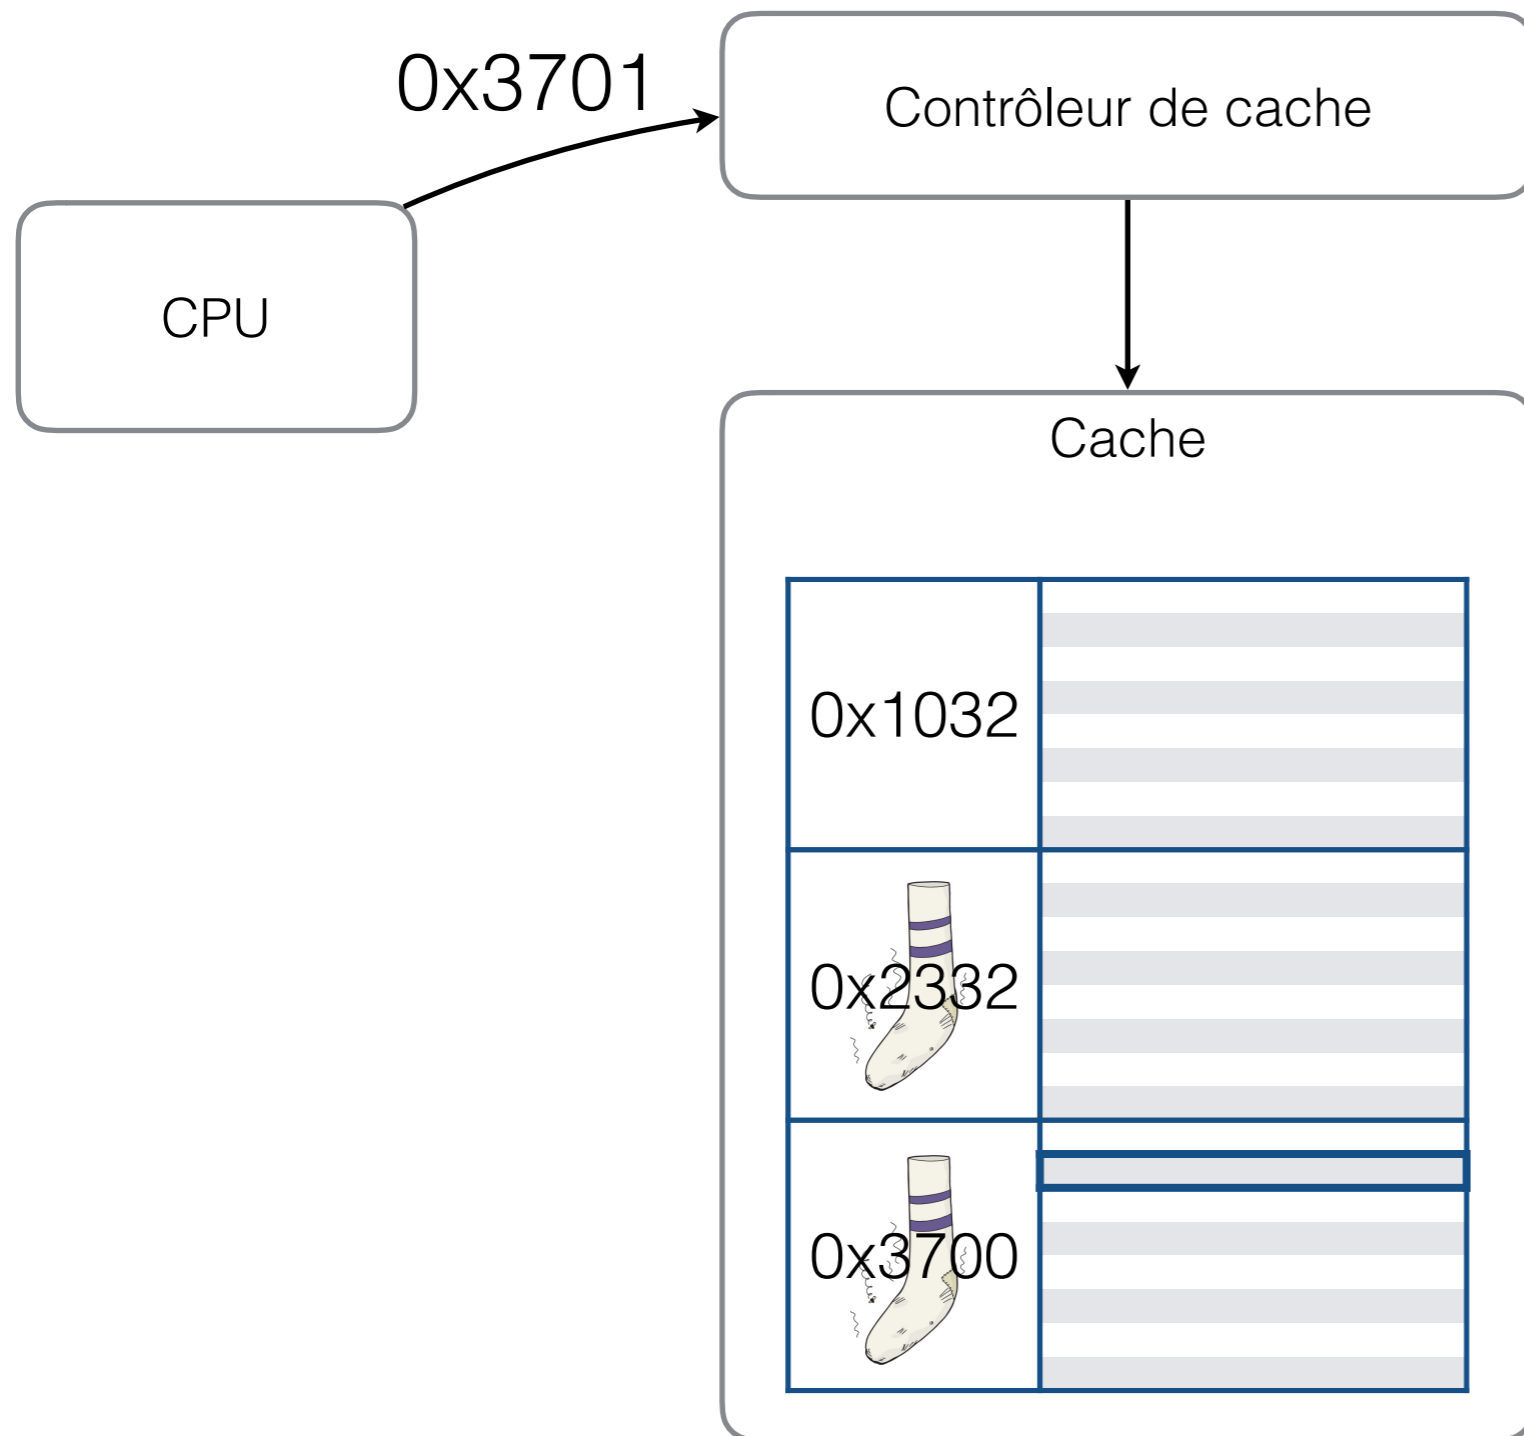 0x3701
Contrôleur de cache
CPU
Cache
0x1032
0x2332
0x3700